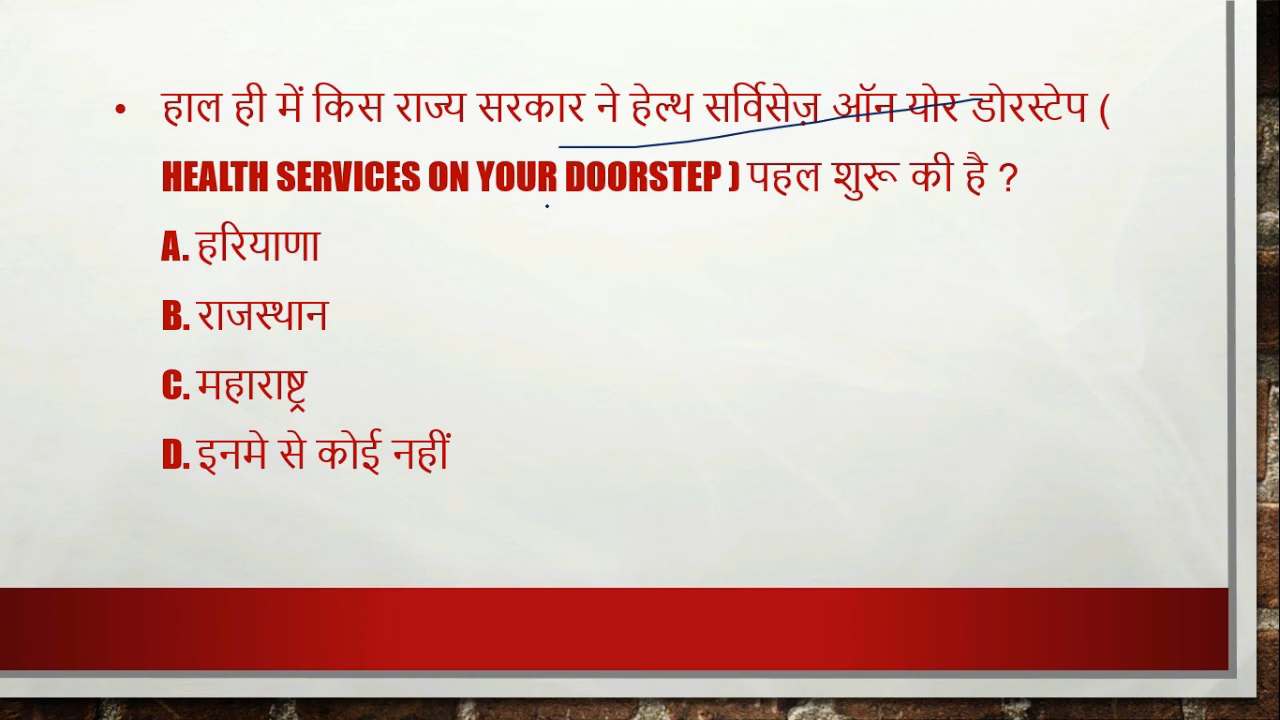 • हाल ही में किस राज्य सरकार ने हेल्थ सर्विसेज़ ऑन योर डोरस्टेप (
HEALTH SERVICES ON YOUR DOORSTEP ) पहल शुरू की है ?
A. हरियाणा
B. राजस्थान
C. महाराष्ट्र
D. इनमे से कोई नहीं